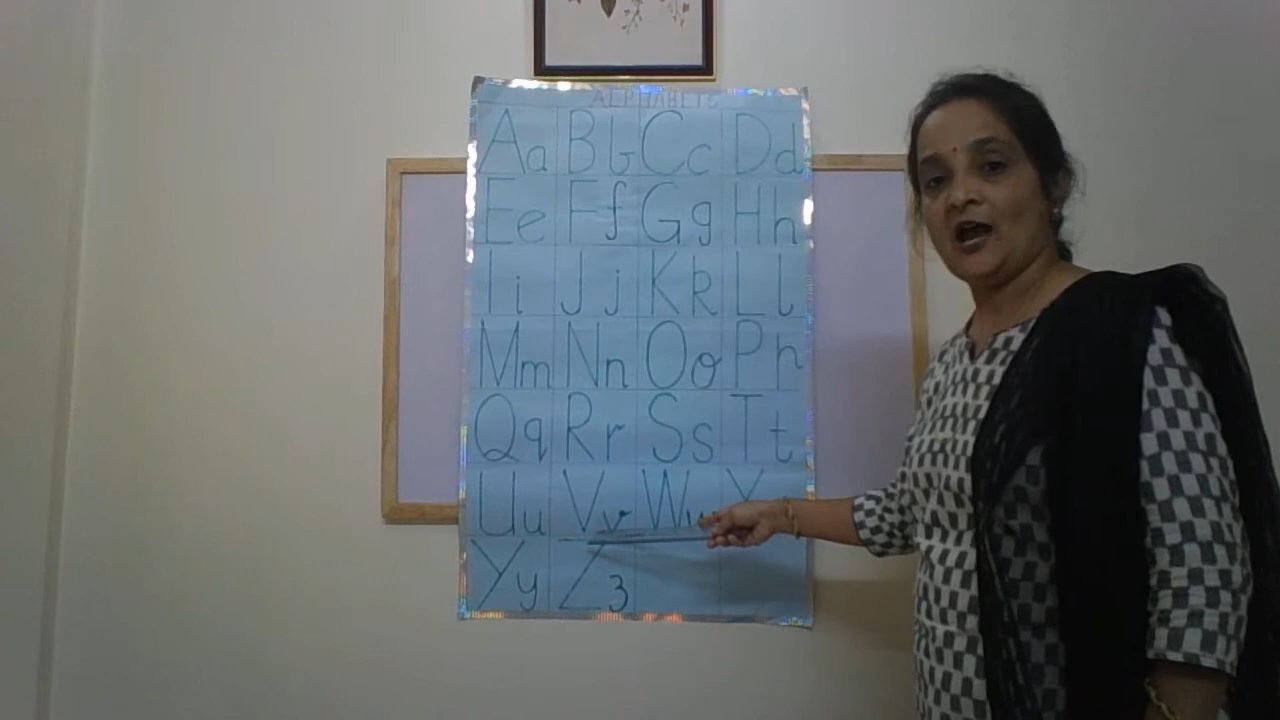 ALPHABETS
Aa Bb Cc Dd
Ee Ff Gg Hh
Ii Jj Kk Ll
Mm Nn Oo Pp
Qq Rr Ss Tt
Uu Vv Ww X
Yy Zz